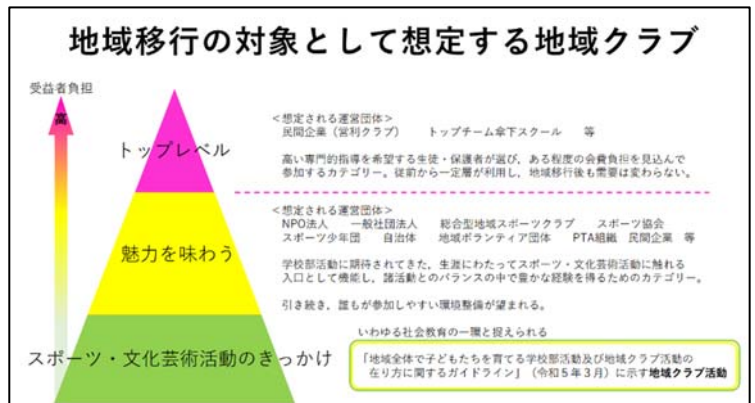 地域移行の対象として想定する地域クラブ
受益者負担
高
トップレベル
＜想定される運営団体＞
民間企業（営利クラブ）　トップチーム傘下スクール　等
高い専門的指導を希望する生徒・保護者が選び，ある程度の会費負担を見込んで
参加するカテゴリー。従前から一定層が利用し，地域移行後も需要は変わらない。
魅力を味わう
＜想定される運営団体＞
NPO法人　一般社団法人　総合型地域スポーツクラブ　スポーツ協会
スポーツ少年団　自治体　地域ボランティア団体　PTA組織　民間企業　等
学校部活動に期待されてきた，生涯にわたってスポーツ・文化芸術活動に触れる
入口として機能し，諸活動とのバランスの中で豊かな経験を得るためのカテゴリー。
引き続き，誰もが参加しやすい環境整備が望まれる。
スポーツ・文化芸術活動のきっかけ
いわゆる社会教育の一環と捉えられる
「地域全体で子どもたちを育てる学校部活動及び地域クラブ活動の
在り方に関するガイドライン」（令和５年３月）に示す地域クラブ活動